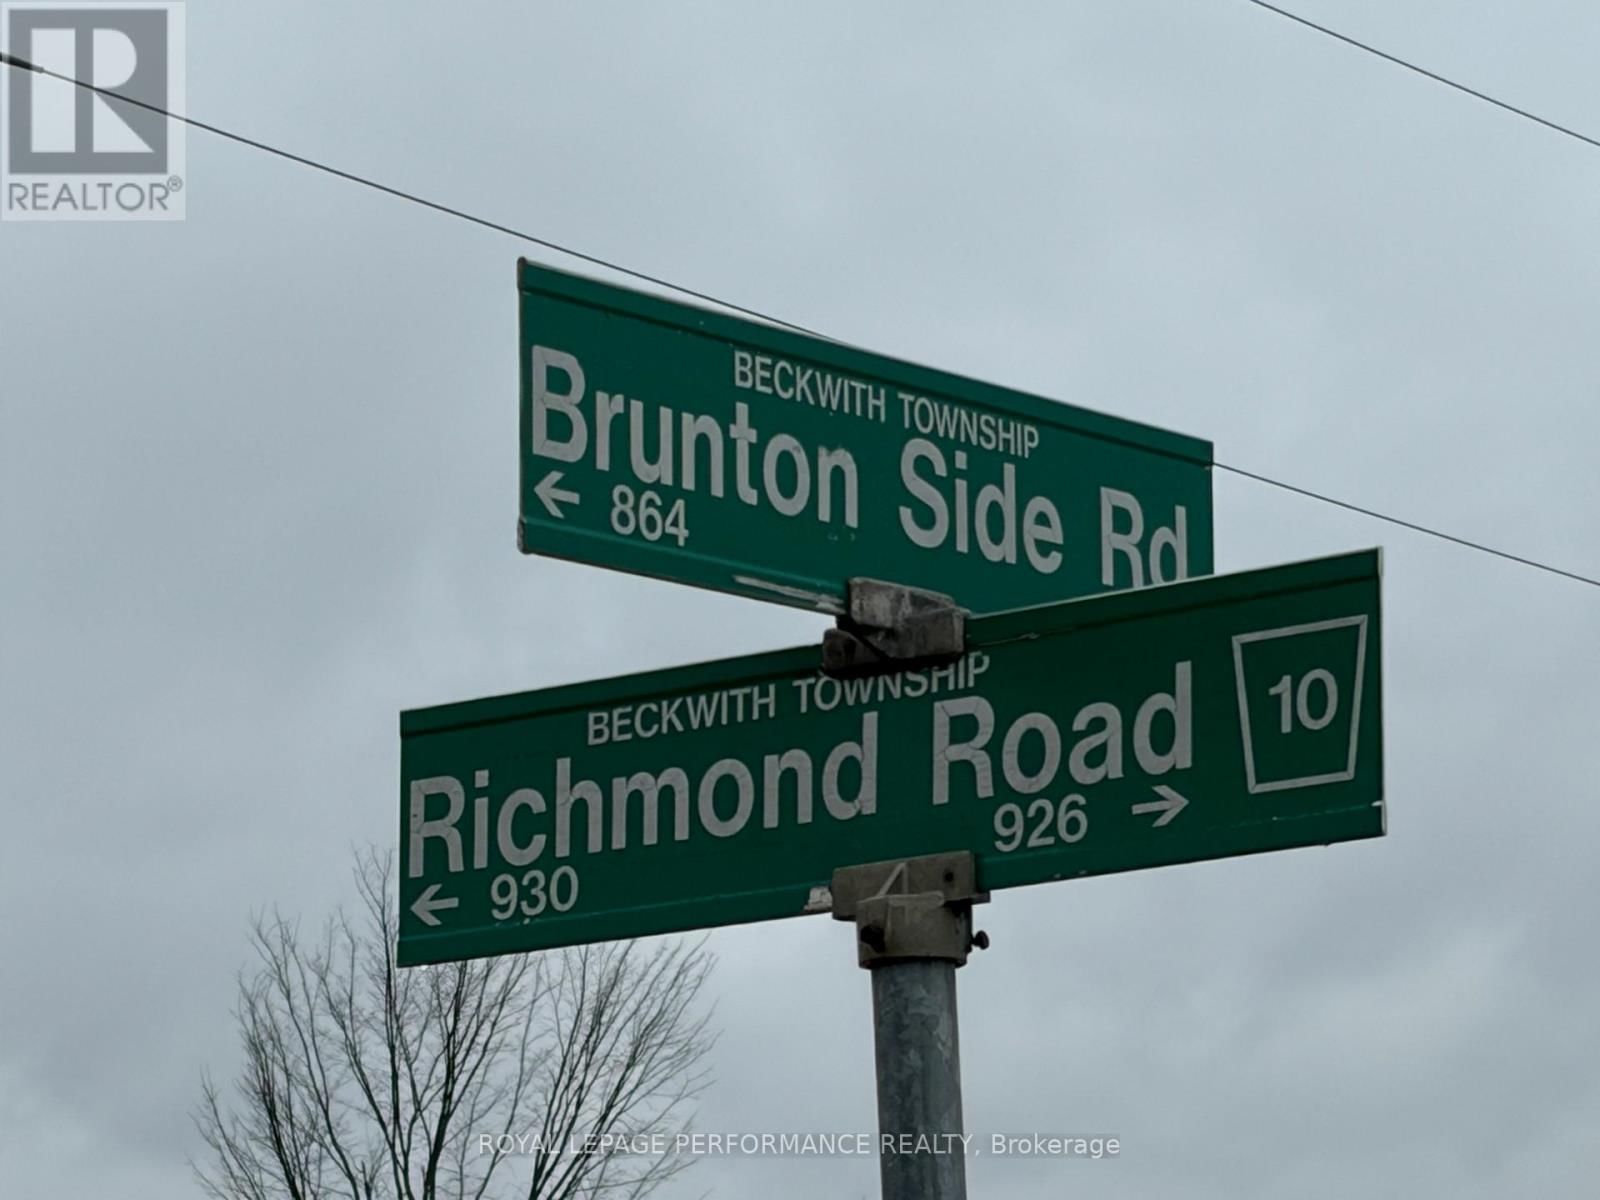 R
REALTOR®
BECKWITH TOWNSHIP
Brunton Side Rd
← 864
BECKWITH TOWNSHIP
Richmond Road 10
← 930 926 →
ROYAL LEPAGE PERFORMANCE REALTY, Brokerage